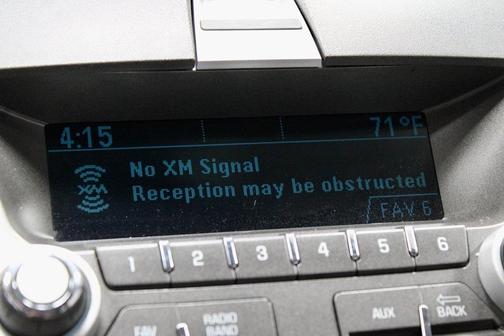 4:15 71°F
No XM Signal
XM Reception may be obstructed
FAV 6
1 2 3 4 5 6
FAV RADIO BAND AUX BACK